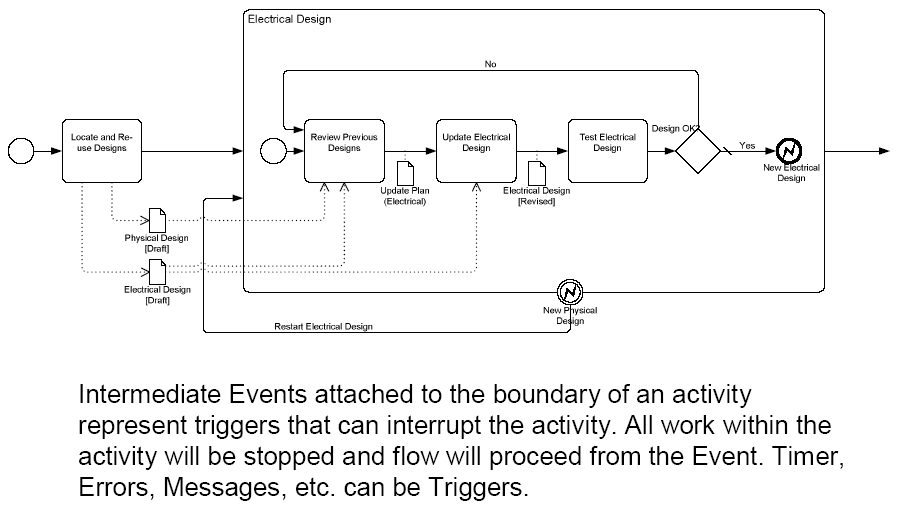 Electrical Design
No
Locate and Re-
use Designs
Review Previous
Designs
Update Electrical
Design
Test Electrical
Design
Design OK?
Yes
New Electrical
Design
Update Plan
(Electrical)
Electrical Design
[Revised]
Physical Design
[Draft]
Electrical Design
[Draft]
New Physical
Design
Restart Electrical Design
Intermediate Events attached to the boundary of an activity
represent triggers that can interrupt the activity. All work within the
activity will be stopped and flow will proceed from the Event. Timer,
Errors, Messages, etc. can be Triggers.